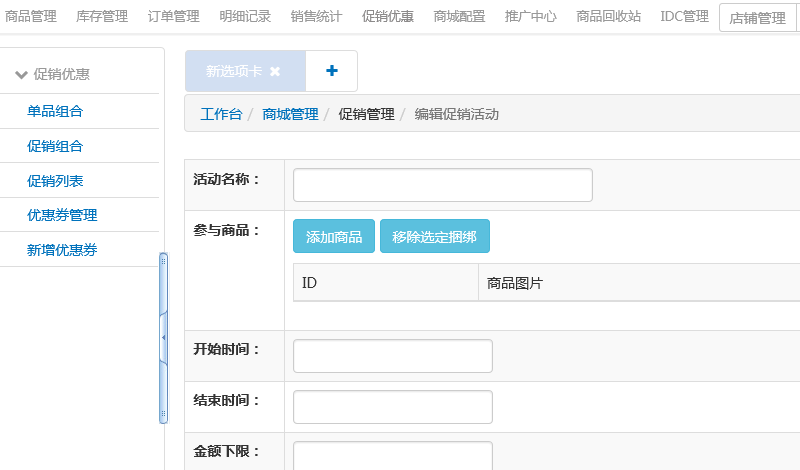 商品管理 库存管理 订单管理 明细记录 销售统计 促销优惠 商城配置 推广中心 商品回收站 IDC管理 店铺管理
促销优惠
单品组合
促销组合
促销列表
优惠券管理
新增优惠券
新选项卡
工作台 / 商城管理 / 促销管理 / 编辑促销活动
活动名称：
参与商品：
添加商品 移除选定捆绑
ID 商品图片
开始时间：
结束时间：
金额下限：